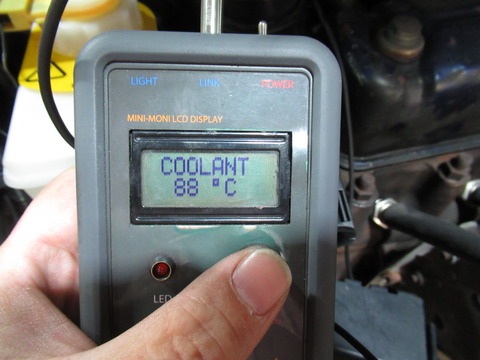 LIGHT LINK POWER
MINI-MONI LCD DISPLAY
COOLANT
88 °C
LED